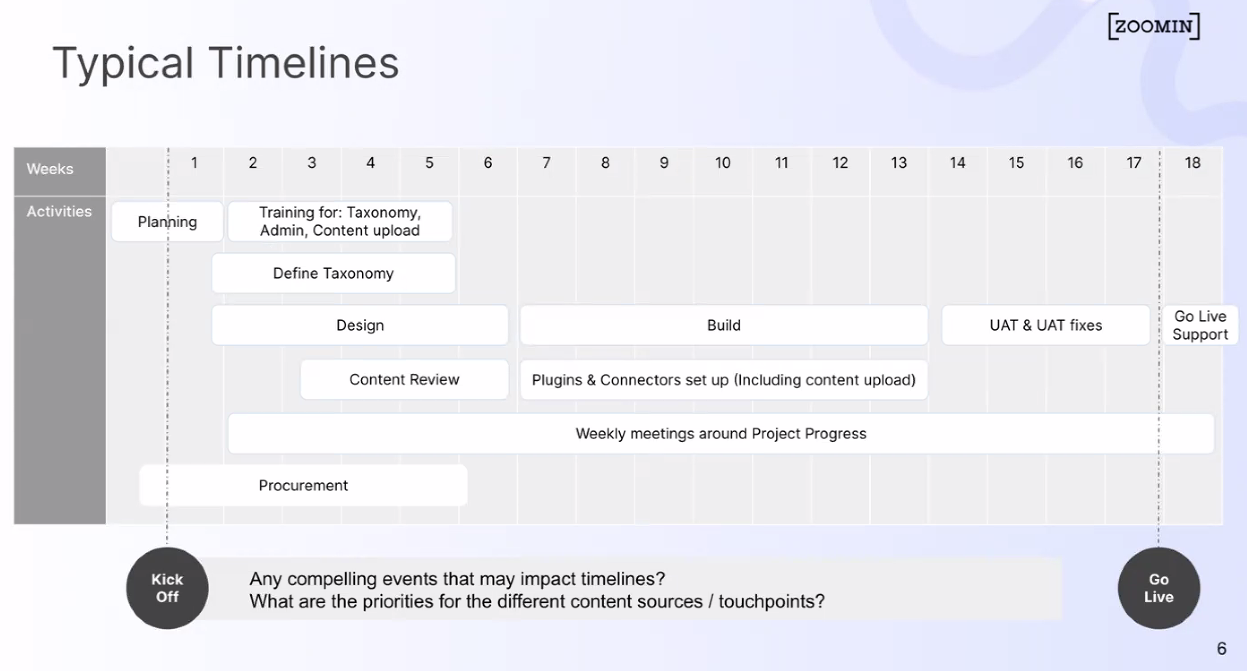 [ZOOMIN]
Typical Timelines
Weeks 1 2 3 4 5 6 7 8 9 10 11 12 13 14 15 16 17 18
Activities
Planning
Training for: Taxonomy,
Admin, Content upload
Define Taxonomy
Design
Build
UAT & UAT fixes
Go Live
Support
Content Review
Plugins & Connectors set up (Including content upload)
Weekly meetings around Project Progress
Procurement
Kick
Off
Any compelling events that may impact timelines?
What are the priorities for the different content sources / touchpoints?
Go
Live
6